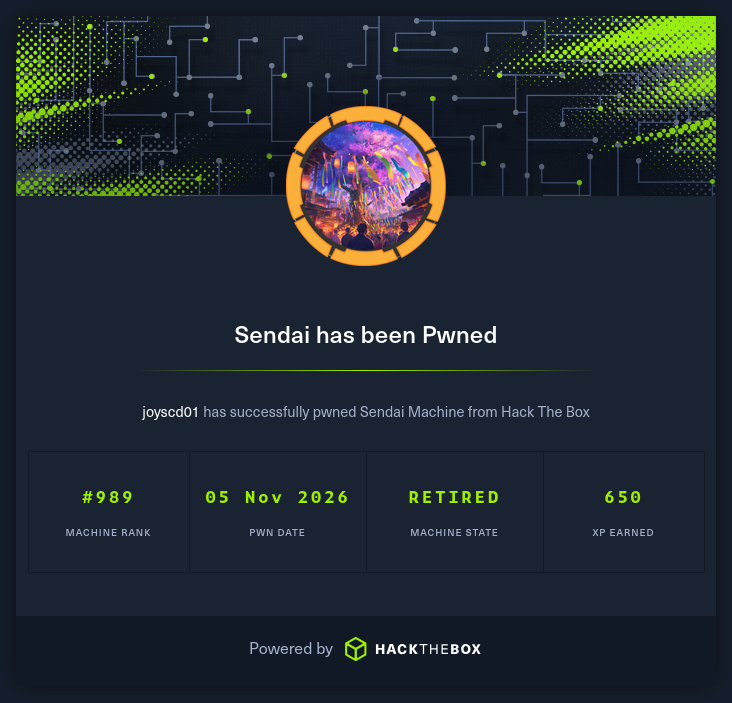 Sendai has been Pwned
joyscd01 has successfully pwned Sendai Machine from Hack The Box
#989 05 Nov 2026 RETIRED 650
MACHINE RANK PWN DATE MACHINE STATE XP EARNED
Powered by HACKTHEBOX